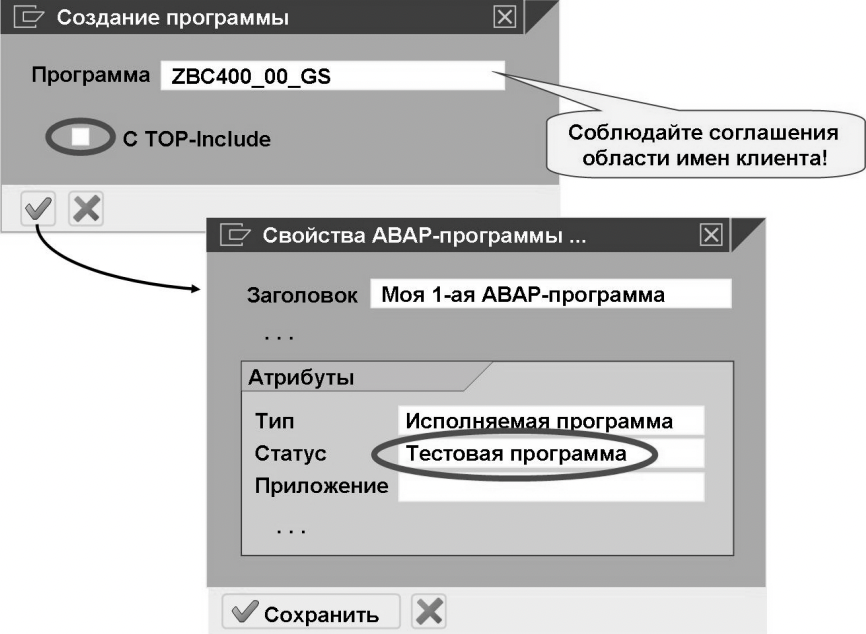 Создание программы
Программа ZBC400_00_GS
С TOP-Include
Соблюдайте соглашения
области имен клиента!
Свойства ABAP-программы ...
Заголовок Моя 1-ая ABAP-программа
. . .
Атрибуты
Тип Исполняемая программа
Статус Тестовая программа
Приложение
. . .
Сохранить